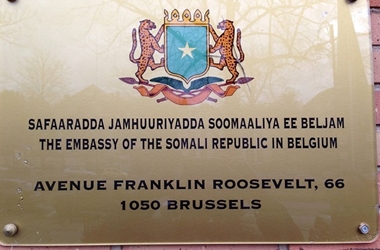 SAFAARADDA JAMHUURIYADDA SOOMAALIYA EE BELJAM
THE EMBASSY OF THE SOMALI REPUBLIC IN BELGIUM
AVENUE FRANKLIN ROOSEVELT, 66
1050 BRUSSELS